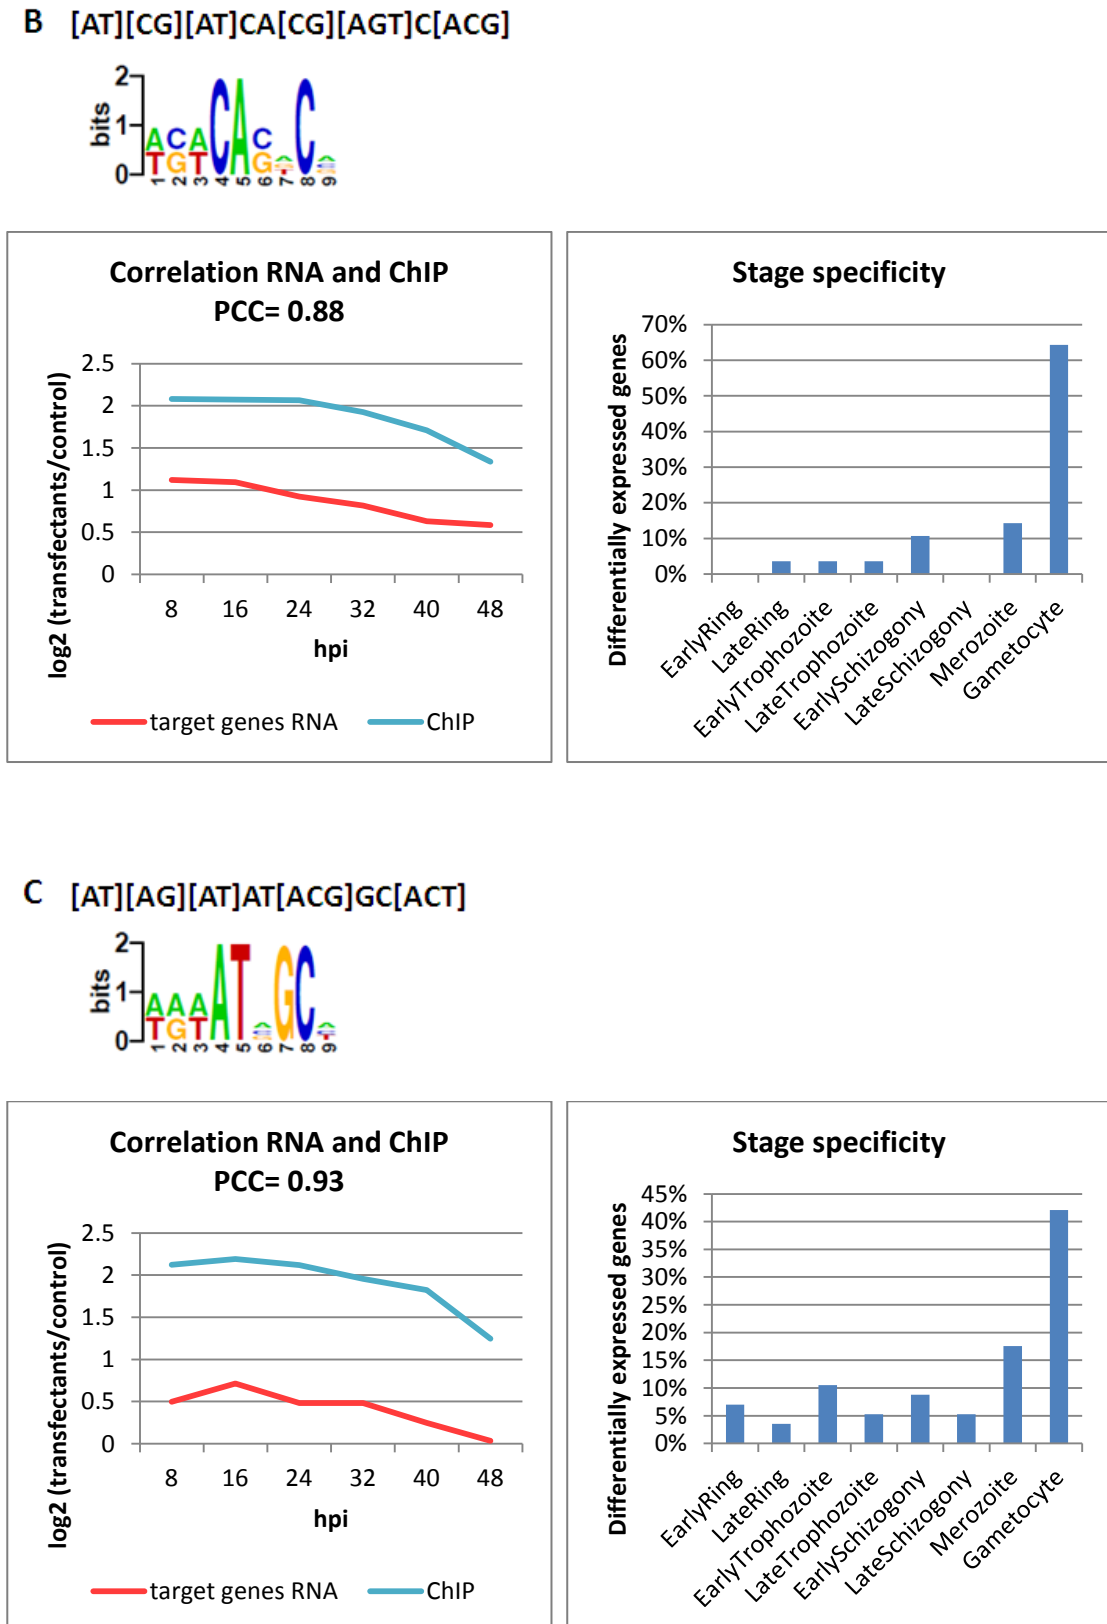 B [AT][CG][AT]CA[CG][AGT]C[ACG]
bits
2
1
0
ACACAC C
TGT G
1 2 3 4 5 6 7 8 9
Correlation RNA and ChIP
PCC= 0.88
log2 (transfectants/control)
2.5
2
1.5
1
0.5
0
8 16 24 32 40 48
hpi
target genes RNA ChIP
Stage specificity
Differentially expressed genes
70%
60%
50%
40%
30%
20%
10%
0%
EarlyRing
LateRing
EarlyTrophozoite
LateTrophozoite
EarlySchizogony
LateSchizogony
Merozoite
Gametocyte
C [AT][AG][AT]AT[ACG]GC[ACT]
bits
2
1
0
AAAAT GC
TGT
1 2 3 4 5 6 7 8 9
Correlation RNA and ChIP
PCC= 0.93
log2 (transfectants/control)
2.5
2
1.5
1
0.5
0
8 16 24 32 40 48
hpi
target genes RNA ChIP
Stage specificity
Differentially expressed genes
45%
40%
35%
30%
25%
20%
15%
10%
5%
0%
EarlyRing
LateRing
EarlyTrophozoite
LateTrophozoite
EarlySchizogony
LateSchizogony
Merozoite
Gametocyte